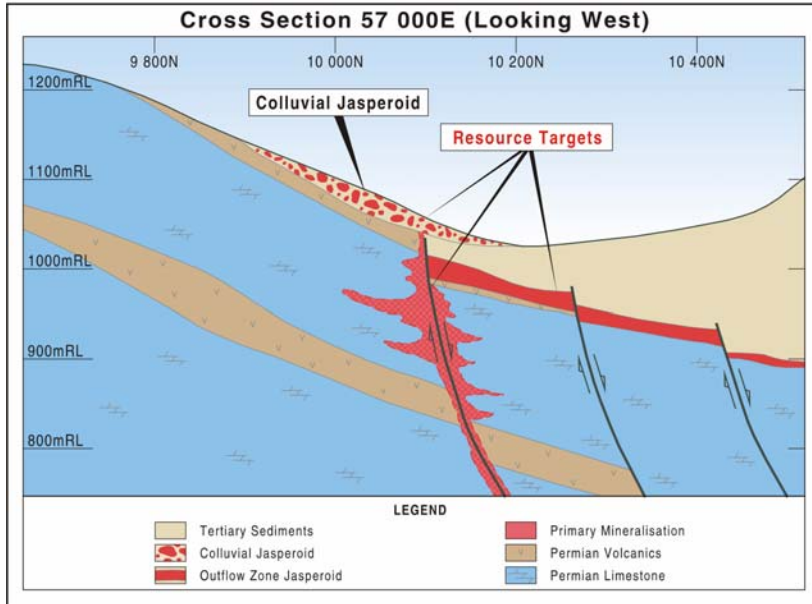 Cross Section 57 000E (Looking West)
9 800N
10 000N
10 200N
10 400N
1200mRL
Colluvial Jasperoid
Resource Targets
1100mRL
1000mRL
900mRL
800mRL
LEGEND
Tertiary Sediments
Primary Mineralisation
Colluvial Jasperoid
Permian Volcanics
Outflow Zone Jasperoid
Permian Limestone